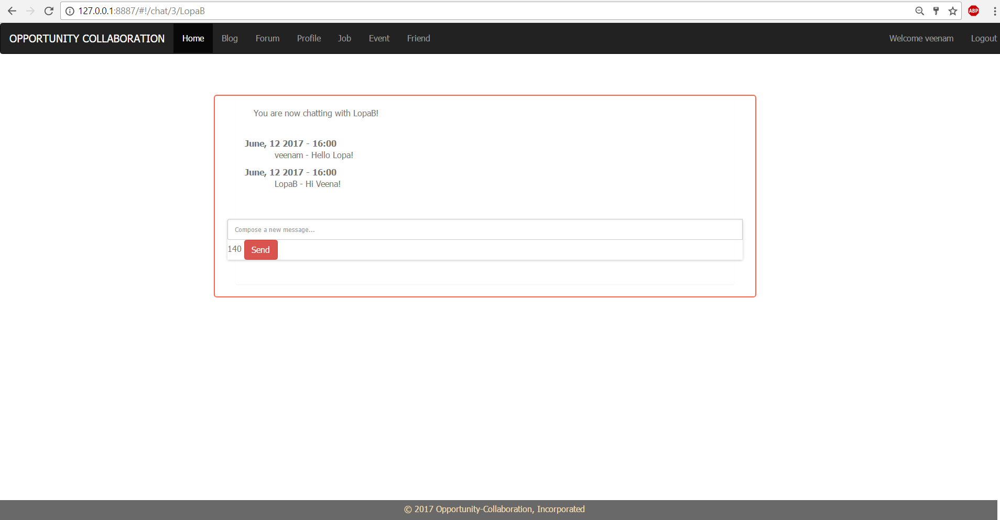 127.0.0.1:8887/#!/chat/3/LopaB
ABP
OPPORTUNITY COLLABORATION Home Blog Forum Profile Job Event Friend Welcome veenam Logout
You are now chatting with LopaB!
June, 12 2017 - 16:00
veenam - Hello Lopa!
June, 12 2017 - 16:00
LopaB - Hi Veena!
Compose a new message...
140 Send
© 2017 Opportunity-Collaboration, Incorporated